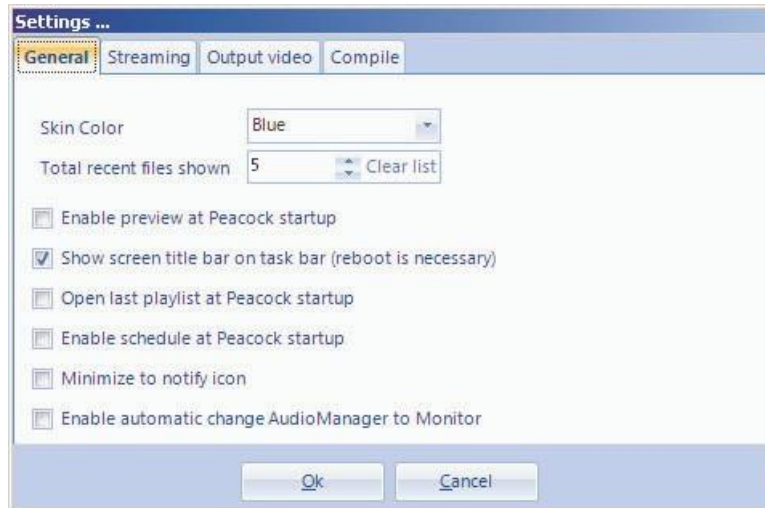 Settings ...
General Streaming Output video Compile
Skin Color Blue
Total recent files shown 5 Clear list
Enable preview at Peacock startup
Show screen title bar on task bar (reboot is necessary)
Open last playlist at Peacock startup
Enable schedule at Peacock startup
Minimize to notify icon
Enable automatic change AudioManager to Monitor
Ok Cancel